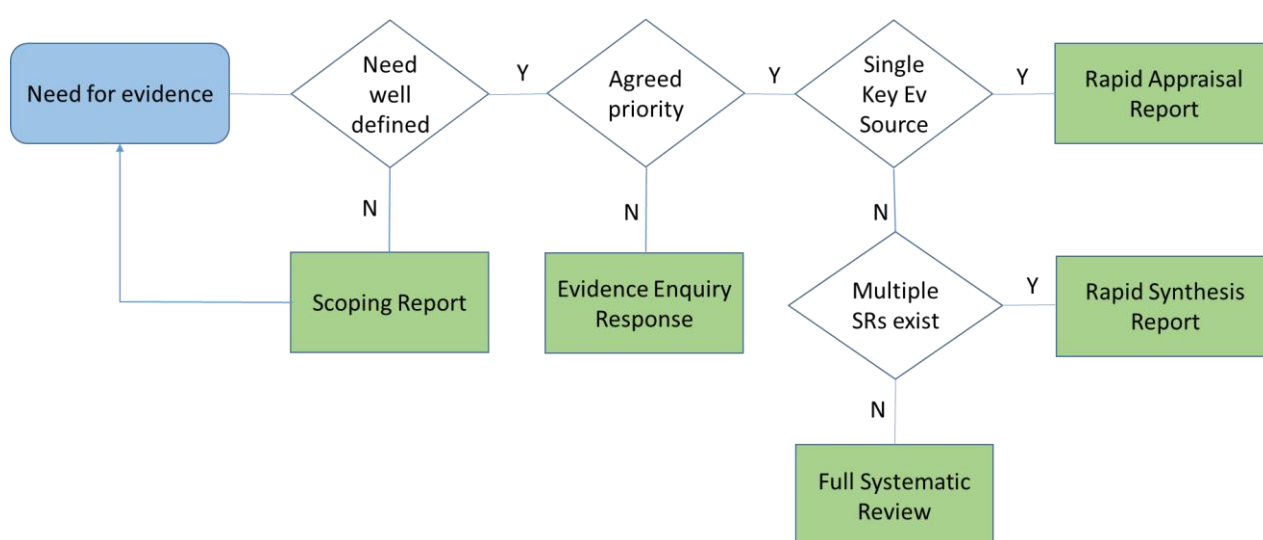 Need for evidence
Need
well
defined
Y
Agreed
priority
Y
Single
Key Ev
Source
Y
Rapid Appraisal
Report
N
N
N
Scoping Report
Evidence Enquiry
Response
Multiple
SRs exist
Y
Rapid Synthesis
Report
N
Full Systematic
Review